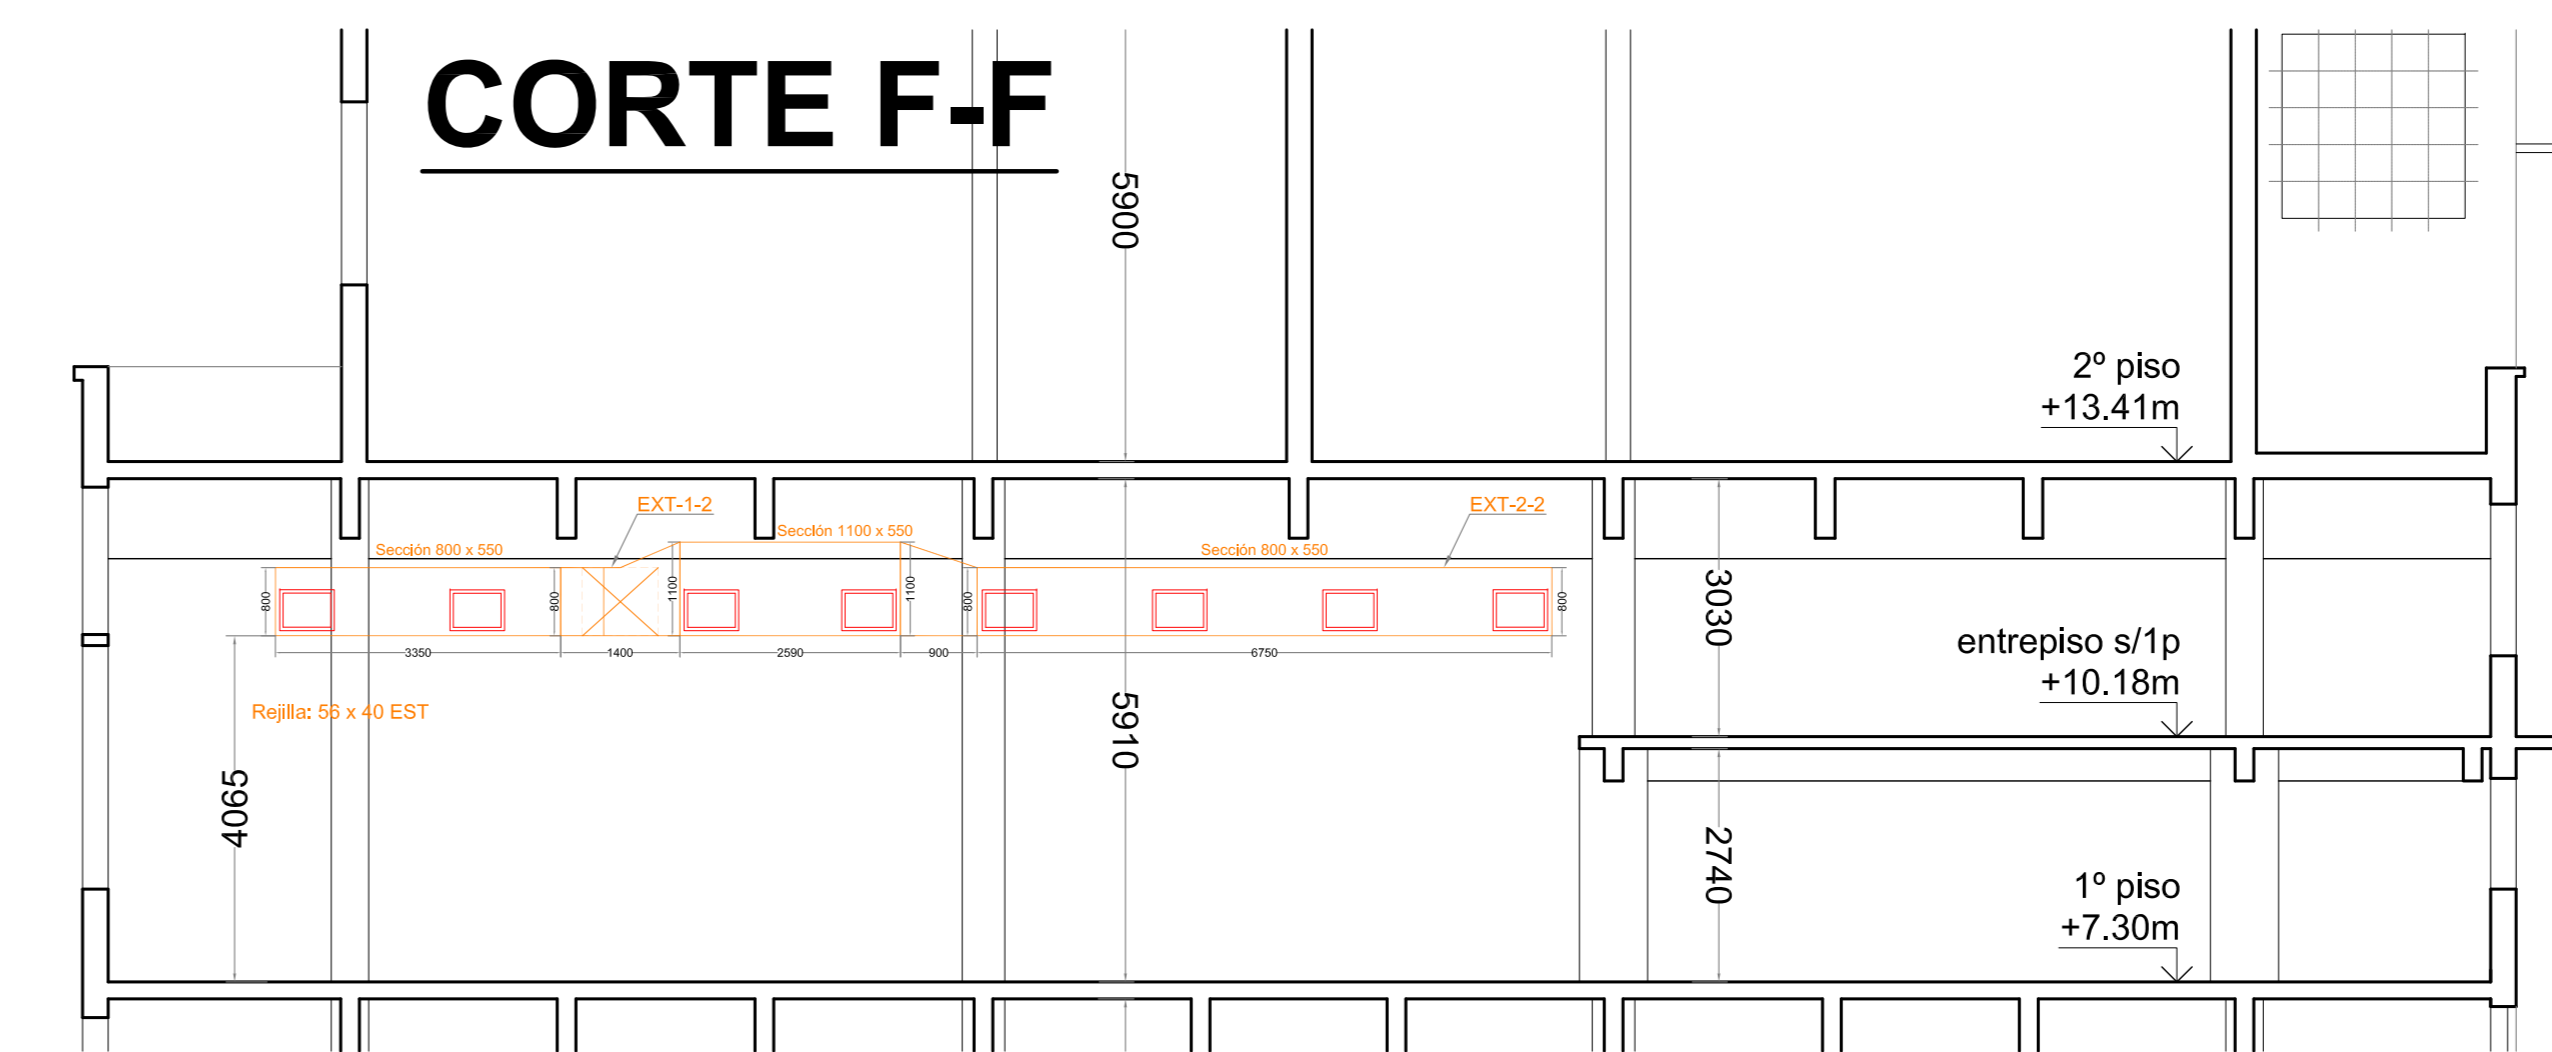 CORTE F-F
5900
2º piso
+13.41m
EXT-1-2
EXT-2-2
Sección 1100 x 550
Sección 800 x 550
Sección 800 x 550
800
800
1100
1100
800
800
3030
3350
1400
2590
900
6750
entrepiso s/1p
+10.18m
Rejilla: 56 x 40 EST
5910
4065
2740
1º piso
+7.30m